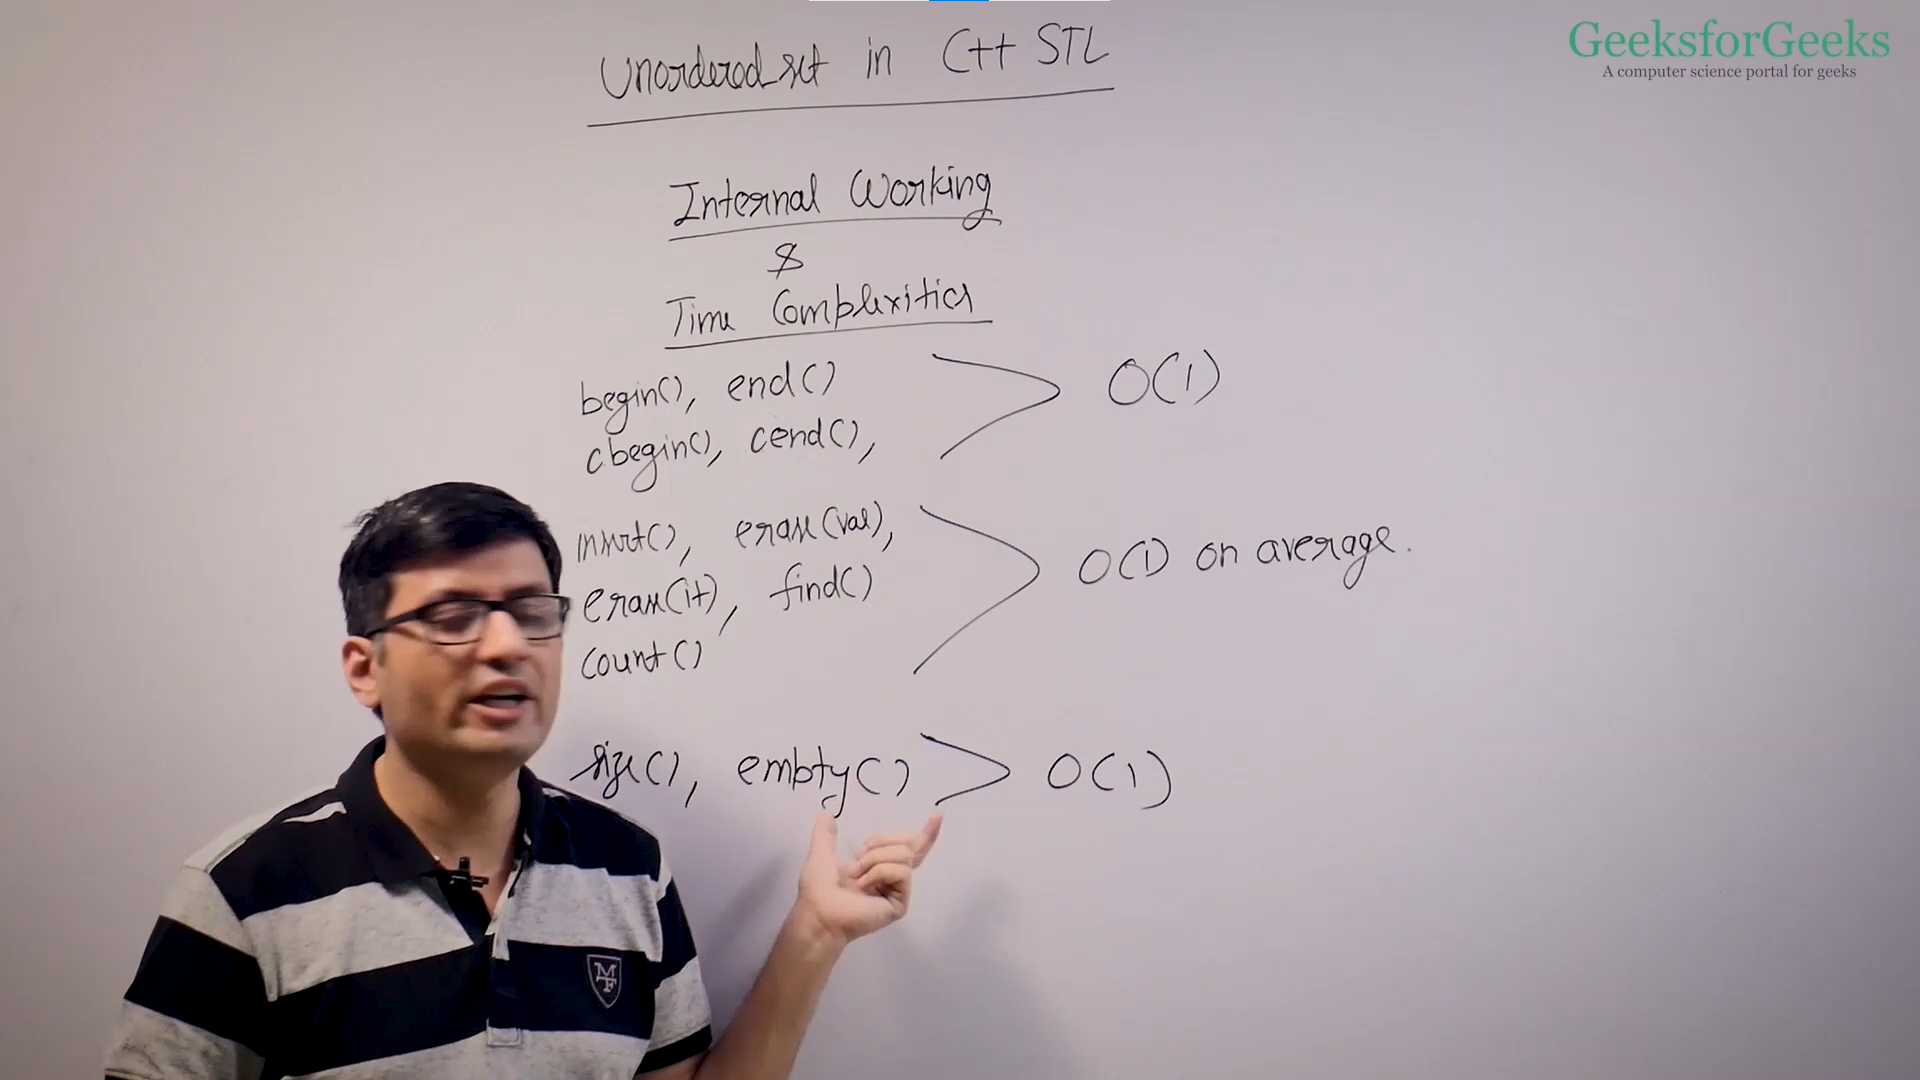 GeeksforGeeks
A computer science portal for geeks
Unordered_set in C++ STL
Internal Working
&
Time Complexities
begin(), end()
cbegin(), cend(),
O(1)
insert(), erase(val),
erase(it), find()
count()
O(1) on average.
size(), empty()
O(1)
MF